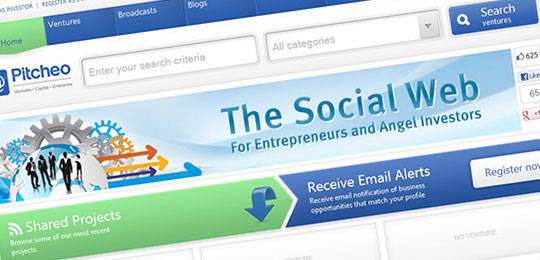 AS INVESTOR | REGISTER AS
Home
Ventures
Broadcasts
Blogs
Pitcheo
Ventures • Capital • Enterprise
Enter your search criteria
All categories
Search
ventures
The Social Web
For Entrepreneurs and Angel Investors
625
Like
65
Shared Projects
Browse some of our most recent
projects
Receive Email Alerts
Receive email notification of business
opportunities that match your profile
Register now
NO VENTURE